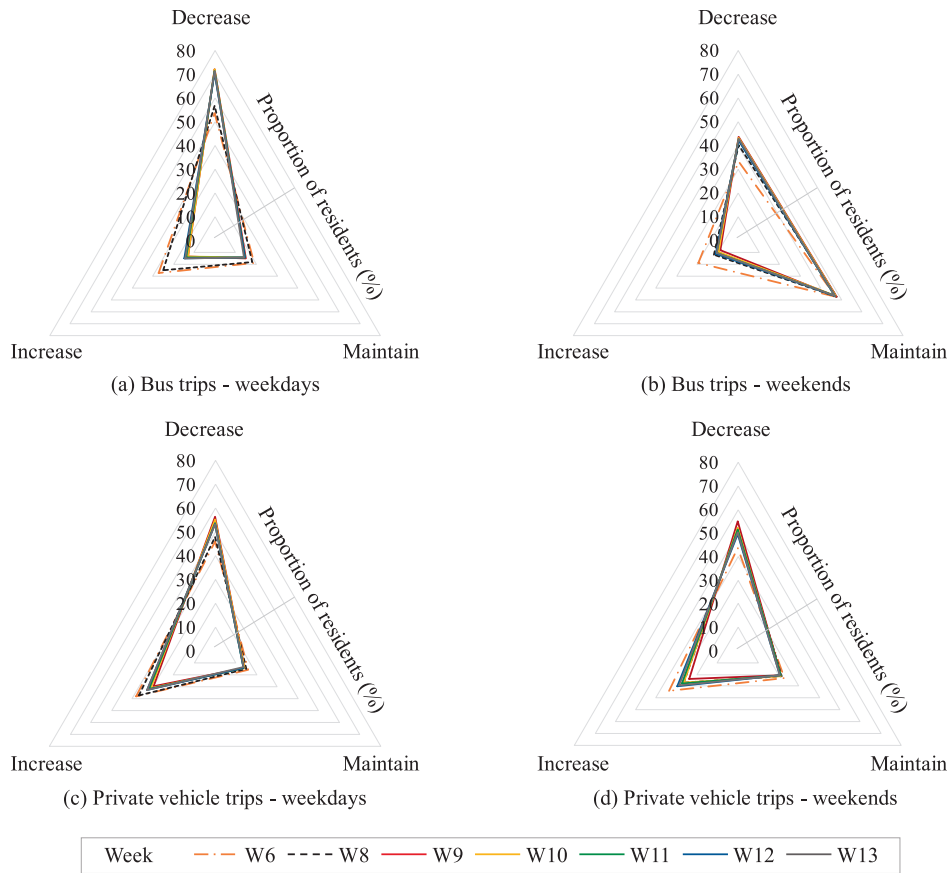 Decrease
80
70
60
50
40
30
20
10
0
Proportion of residents (%)
Increase
Maintain
(a) Bus trips - weekdays
Decrease
80
70
60
50
40
30
20
10
0
Proportion of residents (%)
Increase
Maintain
(b) Bus trips - weekends
Decrease
80
70
60
50
40
30
20
10
0
Proportion of residents (%)
Increase
Maintain
(c) Private vehicle trips - weekdays
Decrease
80
70
60
50
40
30
20
10
0
Proportion of residents (%)
Increase
Maintain
(d) Private vehicle trips - weekends
Week W6 W8 W9 W10 W11 W12 W13